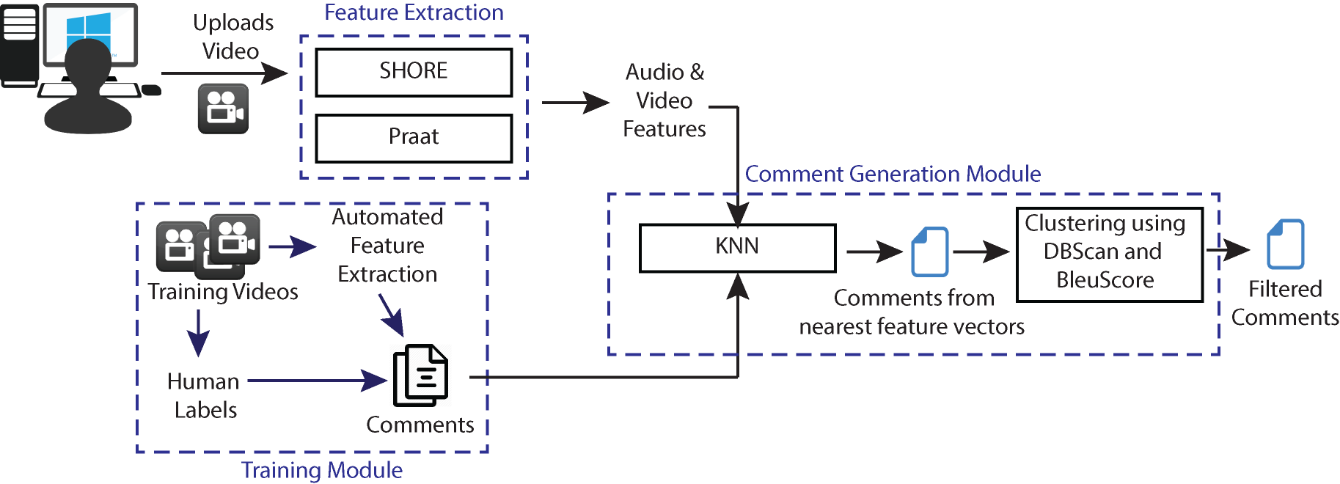 Uploads
Video
Feature Extraction
SHORE
Praat
Audio &
Video
Features
Comment Generation Module
KNN
Comments from
nearest feature vectors
Clustering using
DBScan and
BleuScore
Filtered
Comments
Training Videos
Automated
Feature
Extraction
Human
Labels
Comments
Training Module